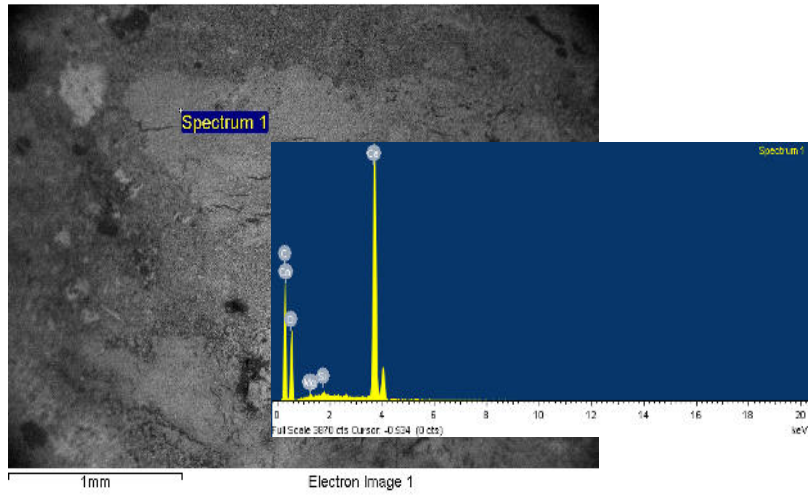 Spectrum 1
Spectrum 1
Ca
C
Ca
O
Mg
Si
0 2 4 6 8 10 12 14 16 18 20
Full Scale 3870 cts Cursor: -0.934 (0 cts)
keV
1mm
Electron Image 1